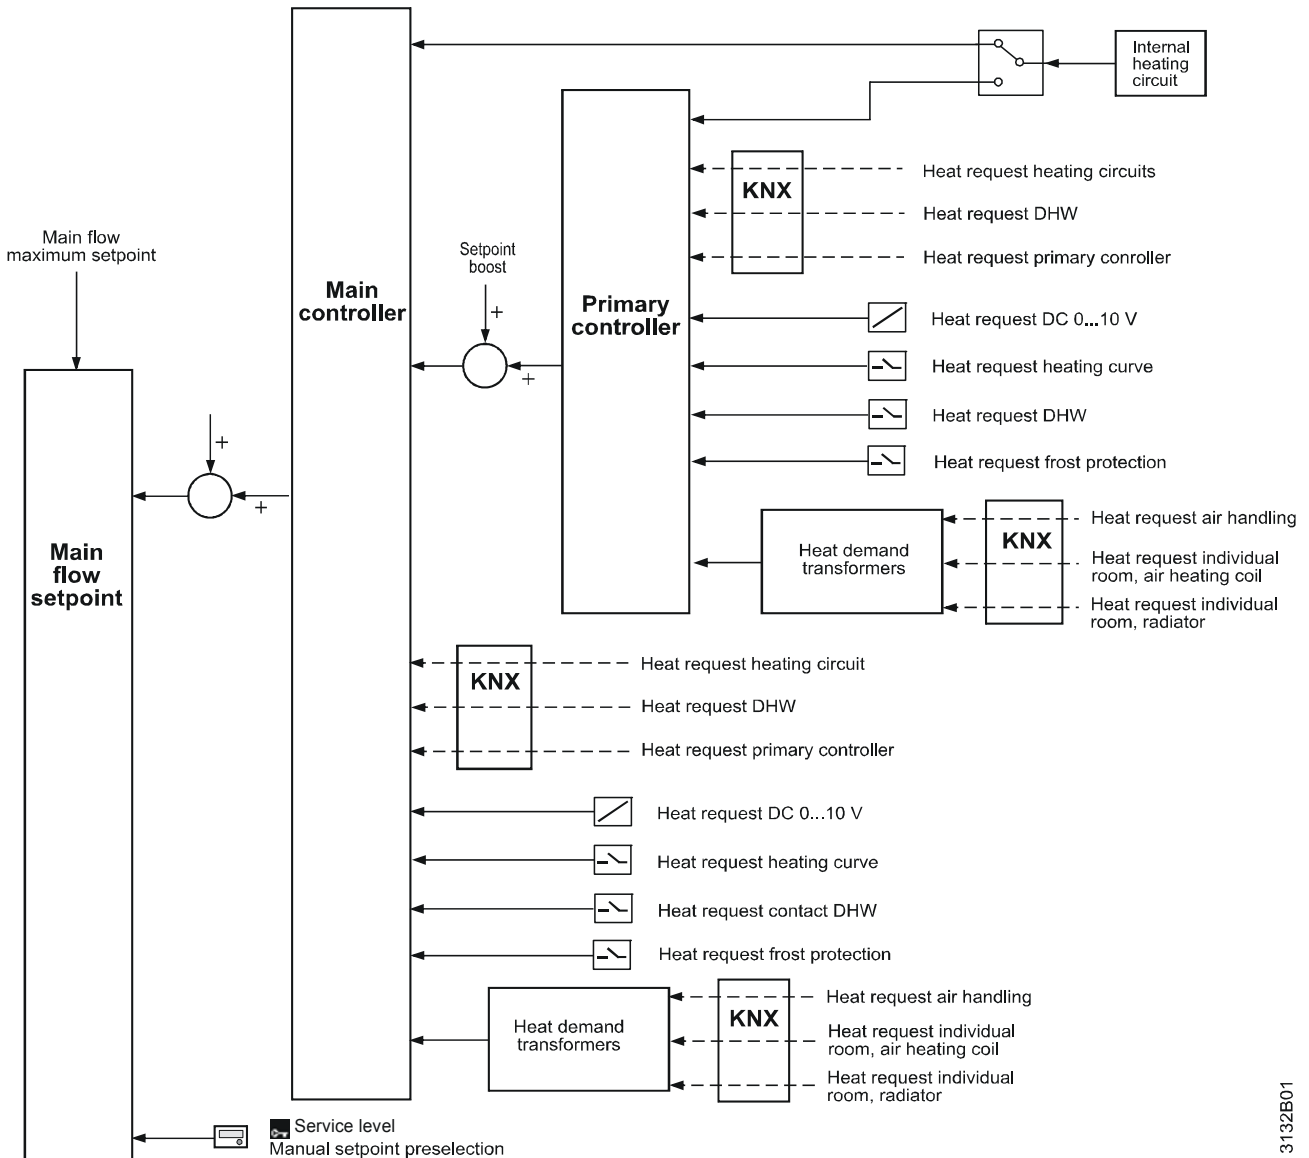 Internal
heating
circuit
KNX
Heat request heating circuits
Heat request DHW
Heat request primary conroller
Main flow
maximum setpoint
Setpoint
boost
+
+
Main
controller
Primary
controller
Heat request DC 0...10 V
Heat request heating curve
Heat request DHW
Heat request frost protection
+
+
Main
flow
setpoint
Heat demand
transformers
KNX
Heat request air handling
Heat request individual
room, air heating coil
Heat request individual
room, radiator
KNX
Heat request heating circuit
Heat request DHW
Heat request primary controller
Heat request DC 0...10 V
Heat request heating curve
Heat request contact DHW
Heat request frost protection
Heat demand
transformers
KNX
Heat request air handling
Heat request individual
room, air heating coil
Heat request individual
room, radiator
Service level
Manual setpoint preselection
3132B01